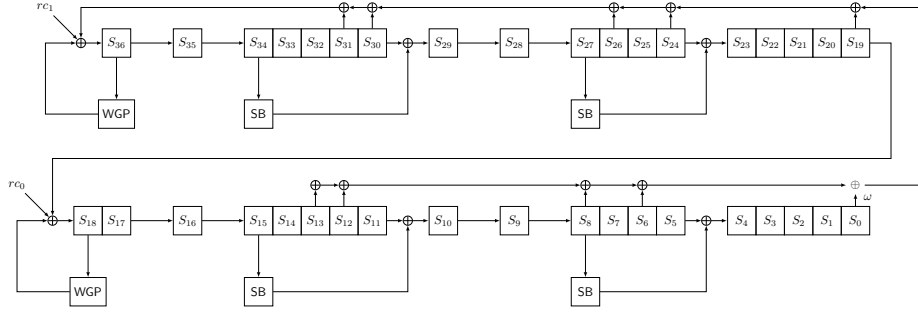 rc₁
S₃₆ S₃₅ S₃₄ S₃₃ S₃₂ S₃₁ S₃₀ S₂₉ S₂₈ S₂₇ S₂₆ S₂₅ S₂₄ S₂₃ S₂₂ S₂₁ S₂₀ S₁₉
WGP SB SB
rc₀
ω
S₁₈ S₁₇ S₁₆ S₁₅ S₁₄ S₁₃ S₁₂ S₁₁ S₁₀ S₉ S₈ S₇ S₆ S₅ S₄ S₃ S₂ S₁ S₀
WGP SB SB